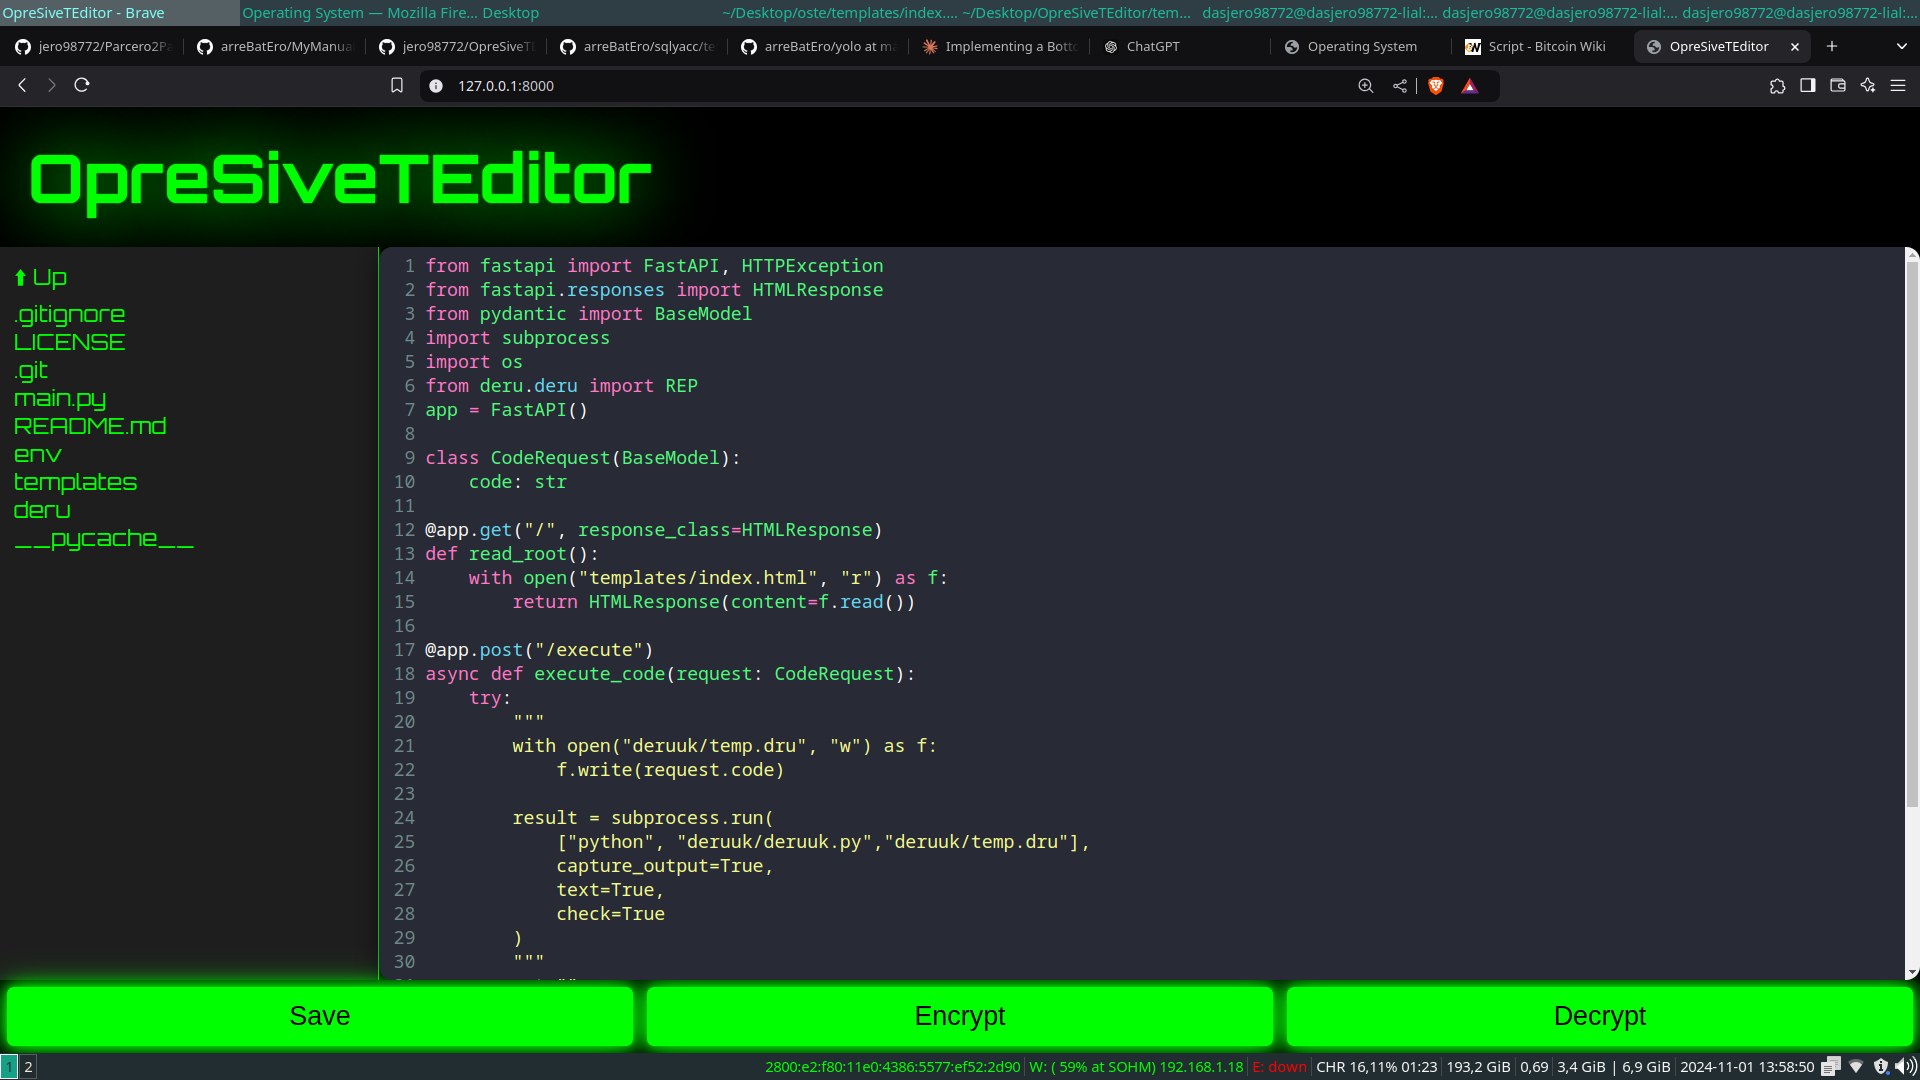 OpreSiveTEditor - Brave
Operating System — Mozilla Fire... Desktop
~/Desktop/oste/templates/index.... ~/Desktop/OpreSiveTEditor/tem... dasjero98772@dasjero98772-lial:... dasjero98772@dasjero98772-lial:... dasjero98772@dasjero98772-lial:...
jero98772/Parcero2Pa
arreBatEro/MyManua
jero98772/OpreSiveTE
arreBatEro/sqlyacc/te
arreBatEro/yolo at ma
Implementing a Botto
ChatGPT
Operating System
Script - Bitcoin Wiki
OpreSiveTEditor
127.0.0.1:8000
OpreSiveTEditor
⬆ Up
.gitignore
LICENSE
.git
main.py
README.md
env
templates
deru
__pycache__
1 from fastapi import FastAPI, HTTPException
2 from fastapi.responses import HTMLResponse
3 from pydantic import BaseModel
4 import subprocess
5 import os
6 from deru.deru import REP
7 app = FastAPI()
8
9 class CodeRequest(BaseModel):
10     code: str
11
12 @app.get("/", response_class=HTMLResponse)
13 def read_root():
14     with open("templates/index.html", "r") as f:
15         return HTMLResponse(content=f.read())
16
17 @app.post("/execute")
18 async def execute_code(request: CodeRequest):
19     try:
20         """
21         with open("deruuk/temp.dru", "w") as f:
22             f.write(request.code)
23
24         result = subprocess.run(
25             ["python", "deruuk/deruuk.py","deruuk/temp.dru"],
26             capture_output=True,
27             text=True,
28             check=True
29         )
30         """
Save
Encrypt
Decrypt
1 2
2800:e2:f80:11e0:4386:5577:ef52:2d90 W: ( 59% at SOHM) 192.168.1.18 E: down CHR 16,11% 01:23 193,2 GiB 0,69 3,4 GiB | 6,9 GiB 2024-11-01 13:58:50